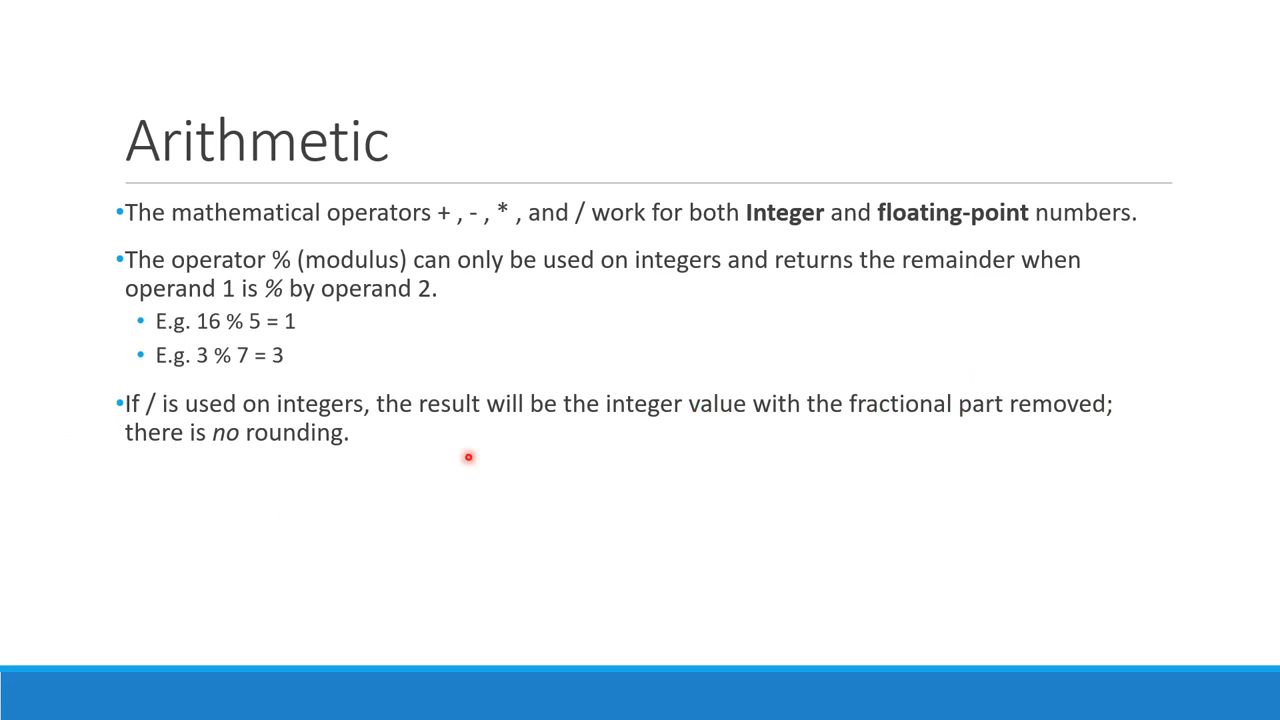 Arithmetic
•The mathematical operators + , - , * , and / work for both Integer and floating-point numbers.
•The operator % (modulus) can only be used on integers and returns the remainder when
operand 1 is % by operand 2.
• E.g. 16 % 5 = 1
• E.g. 3 % 7 = 3
•If / is used on integers, the result will be the integer value with the fractional part removed;
there is no rounding.